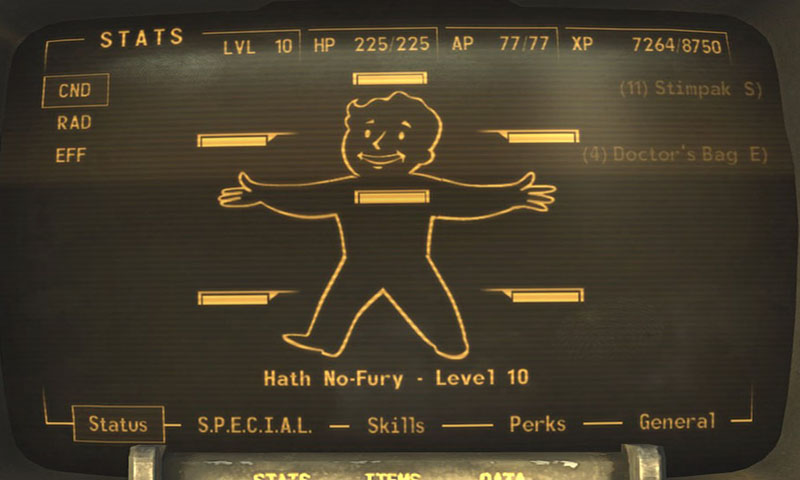 STATS LVL 10 HP 225/225 AP 77/77 XP 7264/8750
CND
RAD
EFF
(11) Stimpak S)
(4) Doctor's Bag E)
Hath No-Fury - Level 10
Status S.P.E.C.I.A.L. Skills Perks General
STATS ITEMS DATA